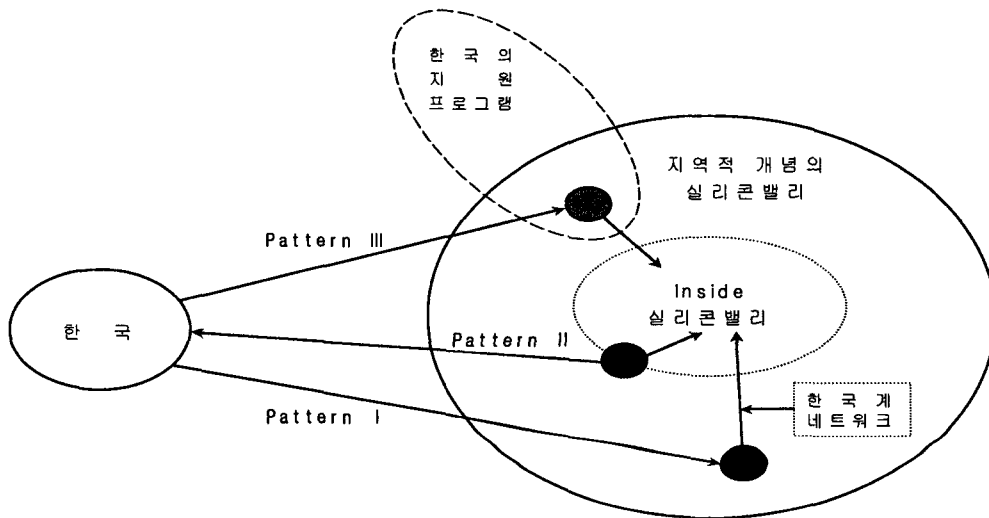 한국의
지원
프로그램
지역적 개념의
실리콘밸리
Pattern III
Inside
실리콘밸리
한국
Pattern II
한국계
네트워크
Pattern I